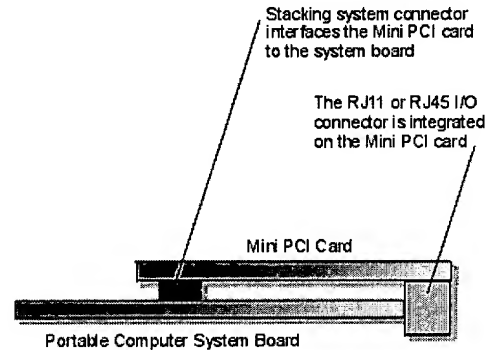 Stacking system connector
interfaces the Mini PCI card
to the system board
The RJ11 or RJ45 I/O
connector is integrated
on the Mini PCI card
Mini PCI Card
Portable Computer System Board